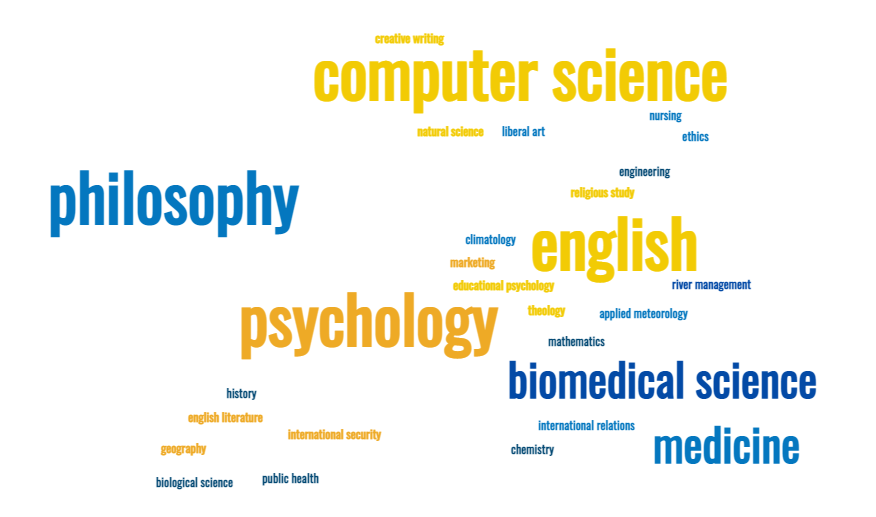 creative writing
computer science
nursing
natural science
liberal art
ethics
engineering
philosophy
religious study
climatology
english
marketing
educational psychology
river management
theology
applied meteorology
psychology
mathematics
biomedical science
history
english literature
international relations
international security
medicine
geography
chemistry
biological science
public health